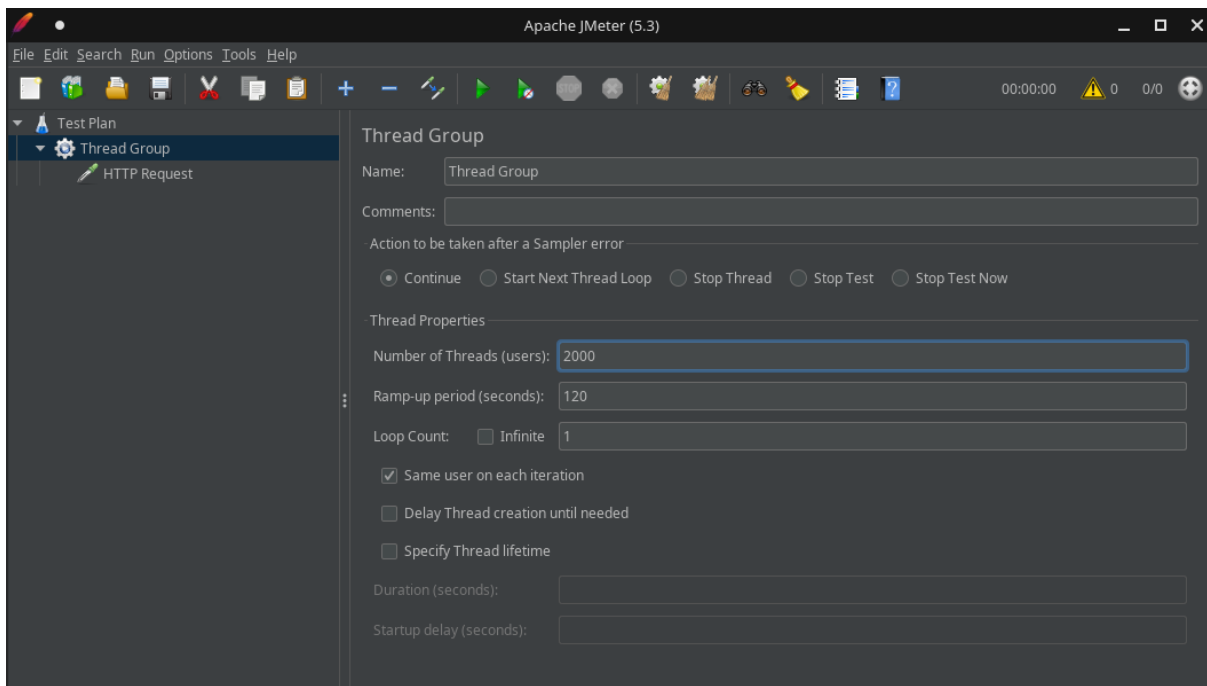 Apache JMeter (5.3)
File Edit Search Run Options Tools Help
STOP
00:00:00 0 0/0
Test Plan
Thread Group
HTTP Request
Thread Group
Name: Thread Group
Comments:
Action to be taken after a Sampler error
Continue Start Next Thread Loop Stop Thread Stop Test Stop Test Now
Thread Properties
Number of Threads (users): 2000
Ramp-up period (seconds): 120
Loop Count: Infinite 1
Same user on each iteration
Delay Thread creation until needed
Specify Thread lifetime
Duration (seconds):
Startup delay (seconds):